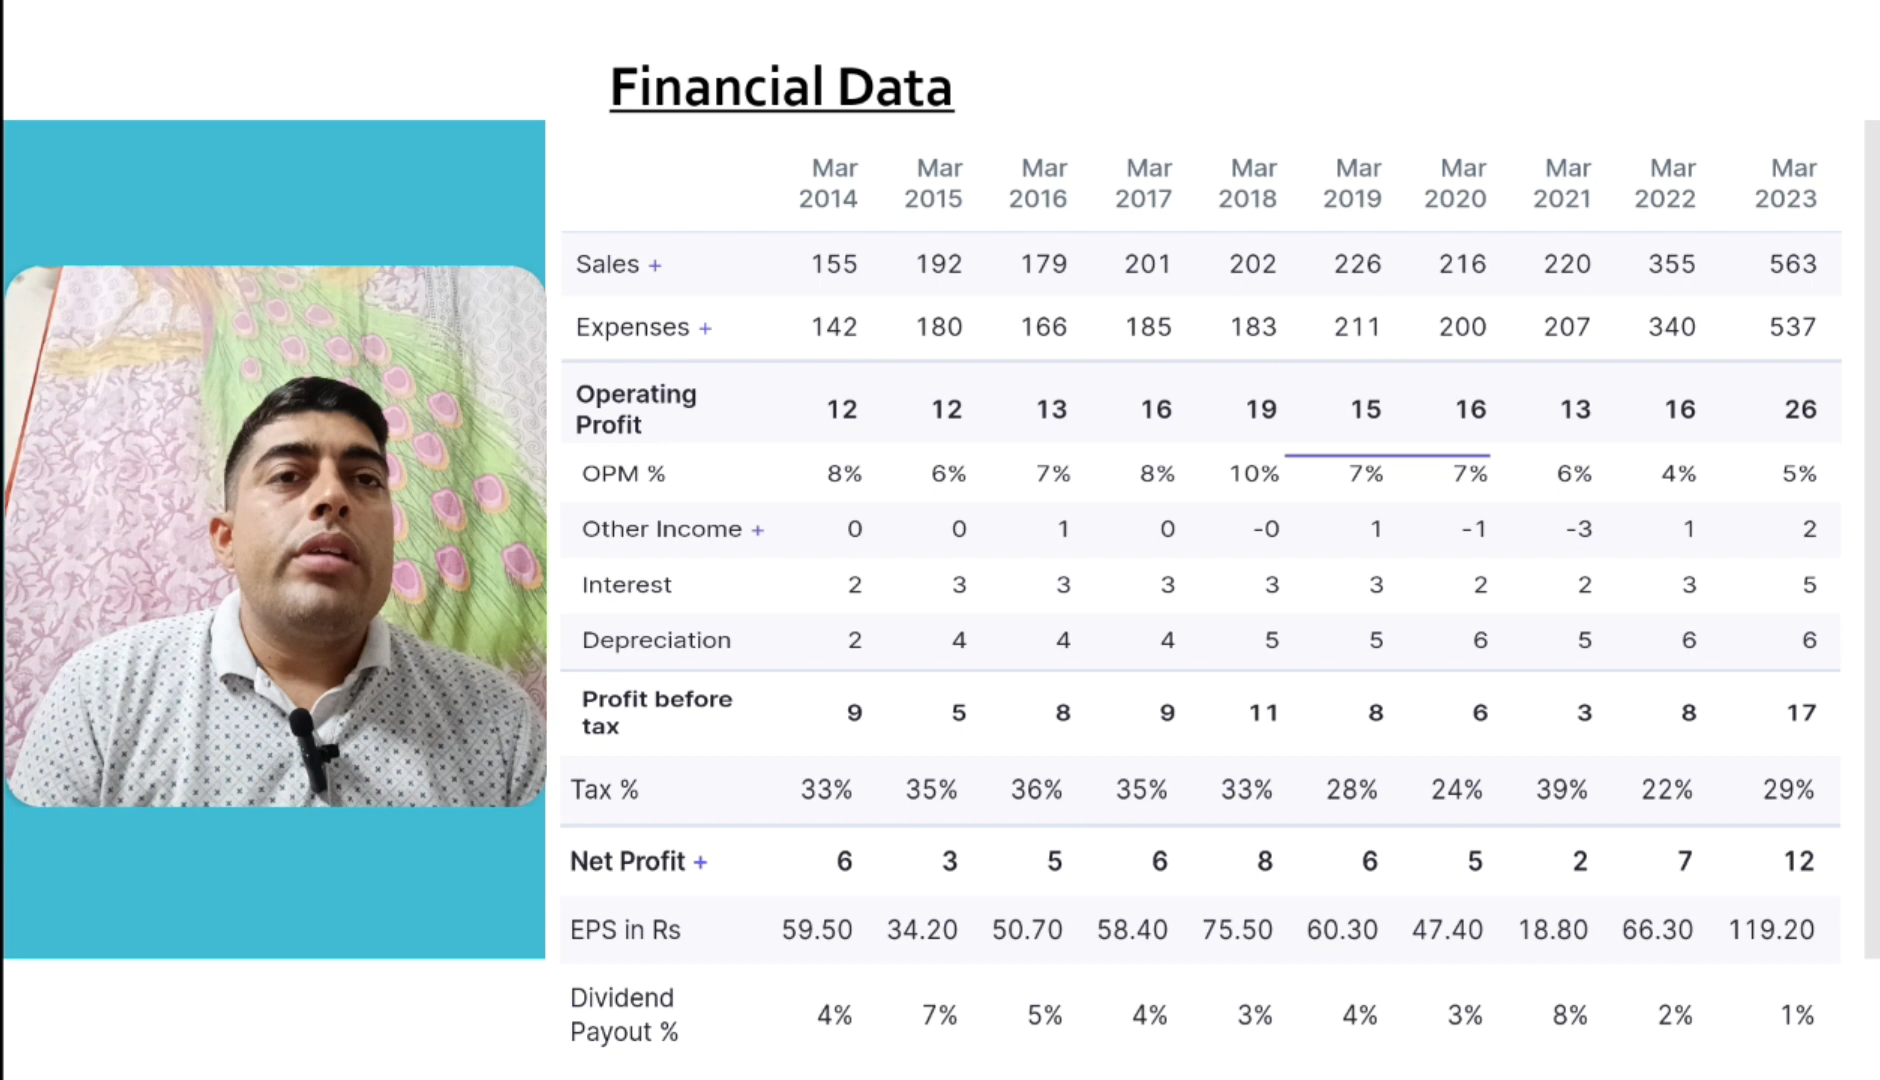 Financial Data
Mar 2014 Mar 2015 Mar 2016 Mar 2017 Mar 2018 Mar 2019 Mar 2020 Mar 2021 Mar 2022 Mar 2023
Sales + 155 192 179 201 202 226 216 220 355 563
Expenses + 142 180 166 185 183 211 200 207 340 537
Operating Profit 12 12 13 16 19 15 16 13 16 26
OPM % 8% 6% 7% 8% 10% 7% 7% 6% 4% 5%
Other Income + 0 0 1 0 -0 1 -1 -3 1 2
Interest 2 3 3 3 3 3 2 2 3 5
Depreciation 2 4 4 4 5 5 6 5 6 6
Profit before tax 9 5 8 9 11 8 6 3 8 17
Tax % 33% 35% 36% 35% 33% 28% 24% 39% 22% 29%
Net Profit + 6 3 5 6 8 6 5 2 7 12
EPS in Rs 59.50 34.20 50.70 58.40 75.50 60.30 47.40 18.80 66.30 119.20
Dividend Payout % 4% 7% 5% 4% 3% 4% 3% 8% 2% 1%